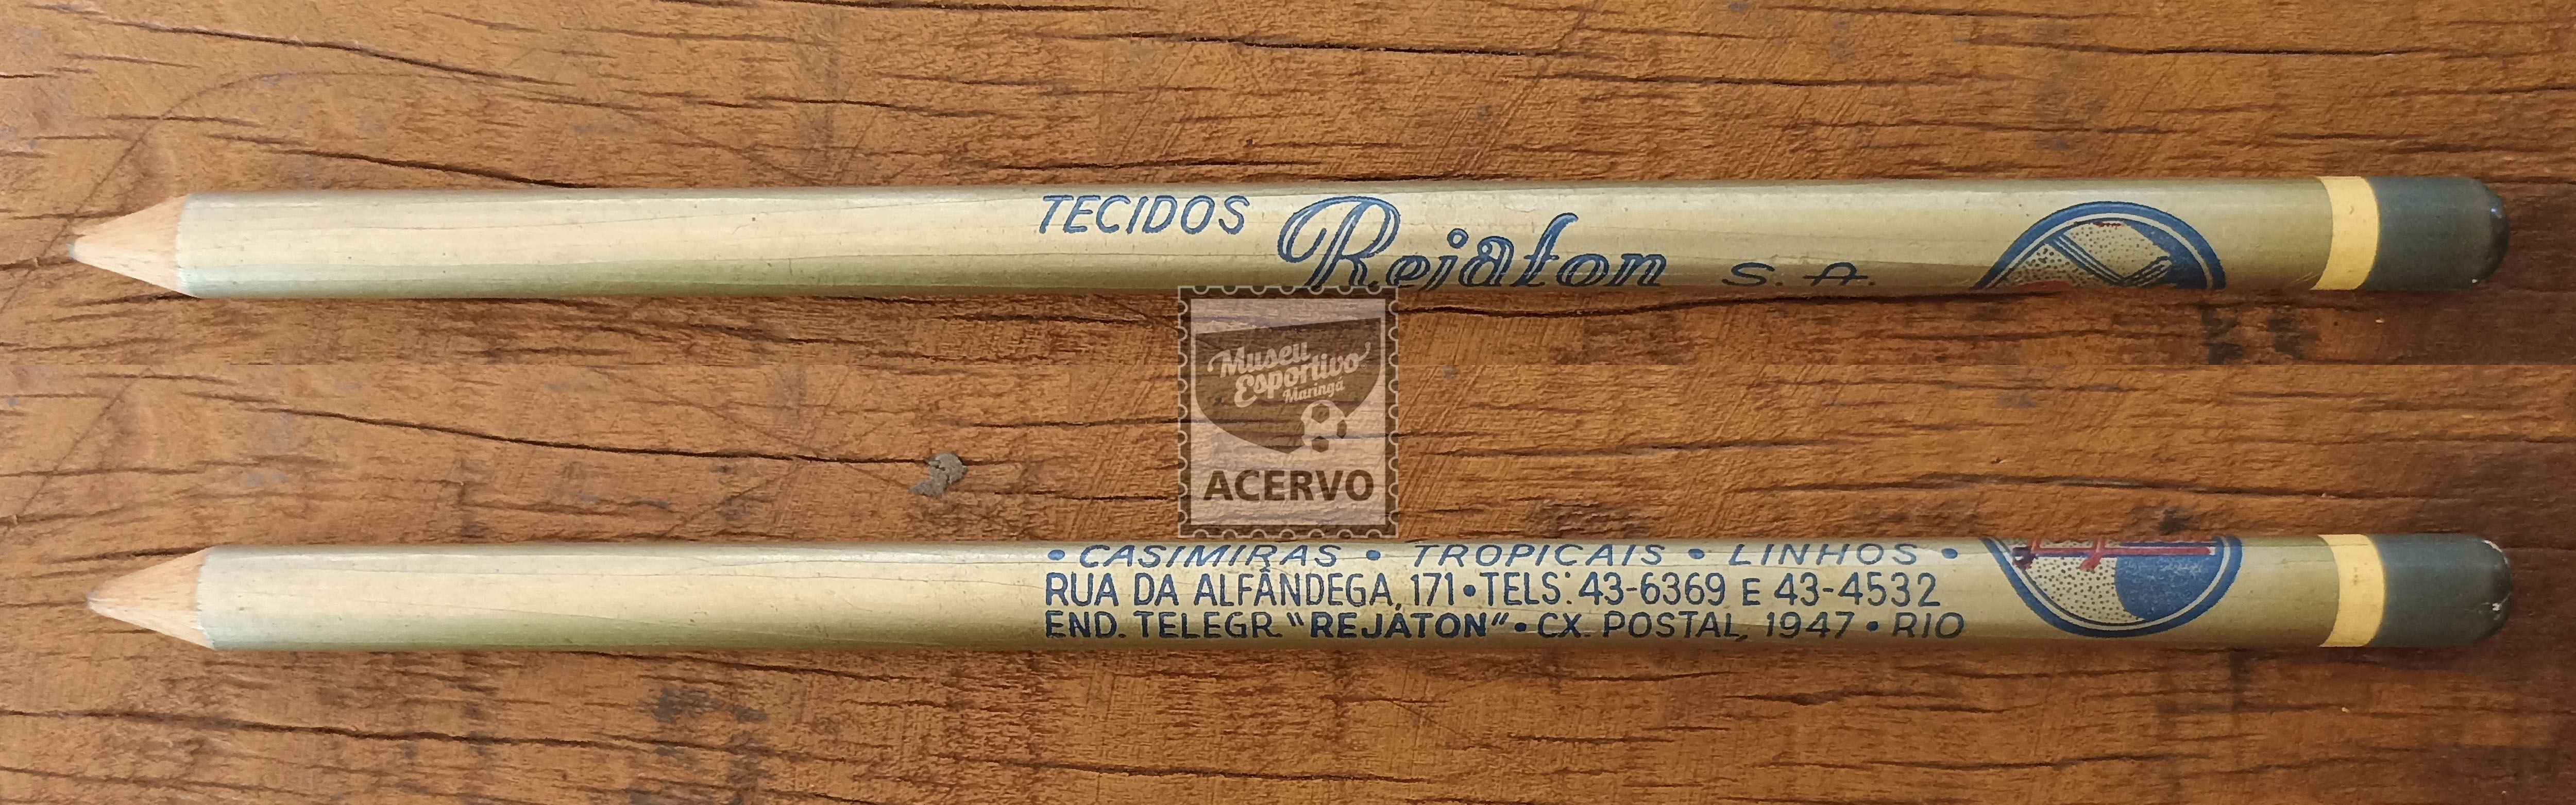 TECIDOS Rejaton S.A.
Museu
Esportivo
Maringá
ACERVO
• CASIMIRAS • TROPICAIS • LINHOS •
RUA DA ALFÂNDEGA, 171 • TELS: 43-6369 E 43-4532
END. TELEGR. "REJATON" • CX. POSTAL, 1947 • RIO